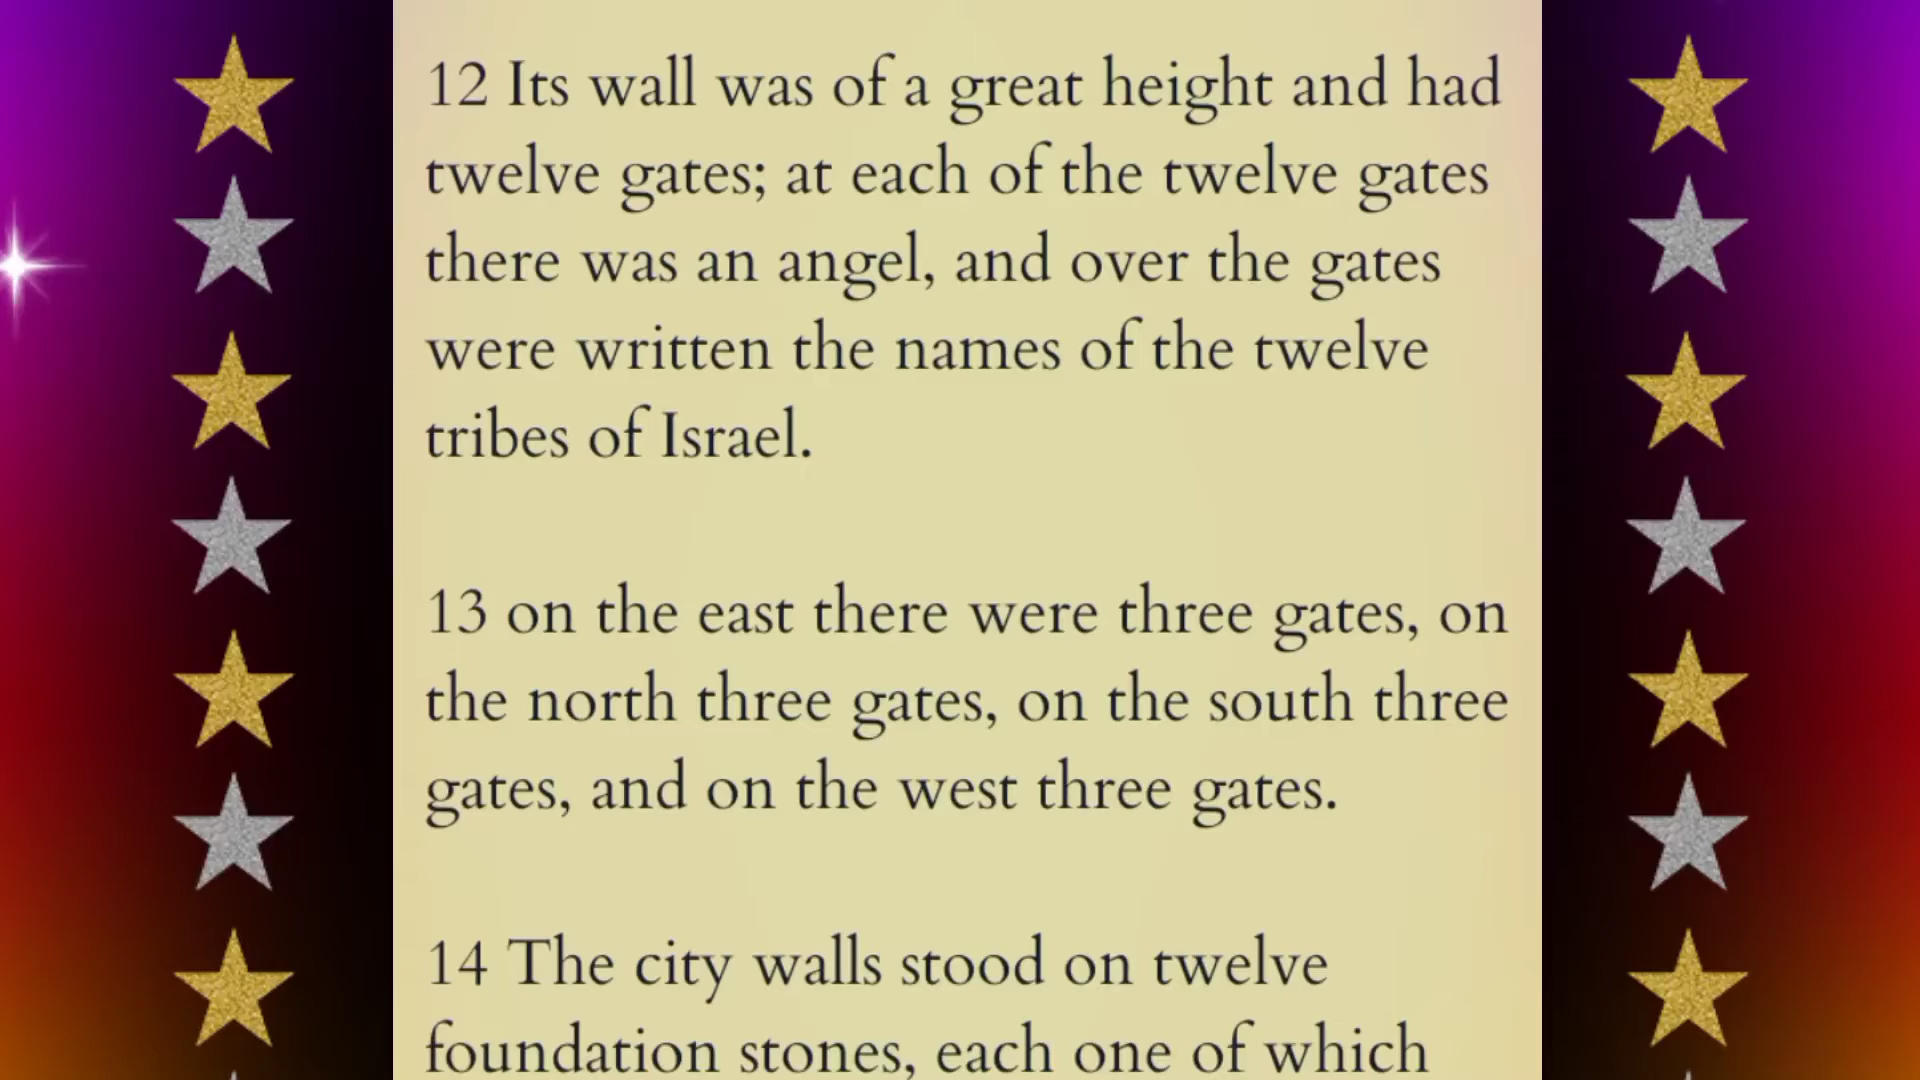 12 Its wall was of a great height and had
twelve gates; at each of the twelve gates
there was an angel, and over the gates
were written the names of the twelve
tribes of Israel.
13 on the east there were three gates, on
the north three gates, on the south three
gates, and on the west three gates.
14 The city walls stood on twelve
foundation stones, each one of which